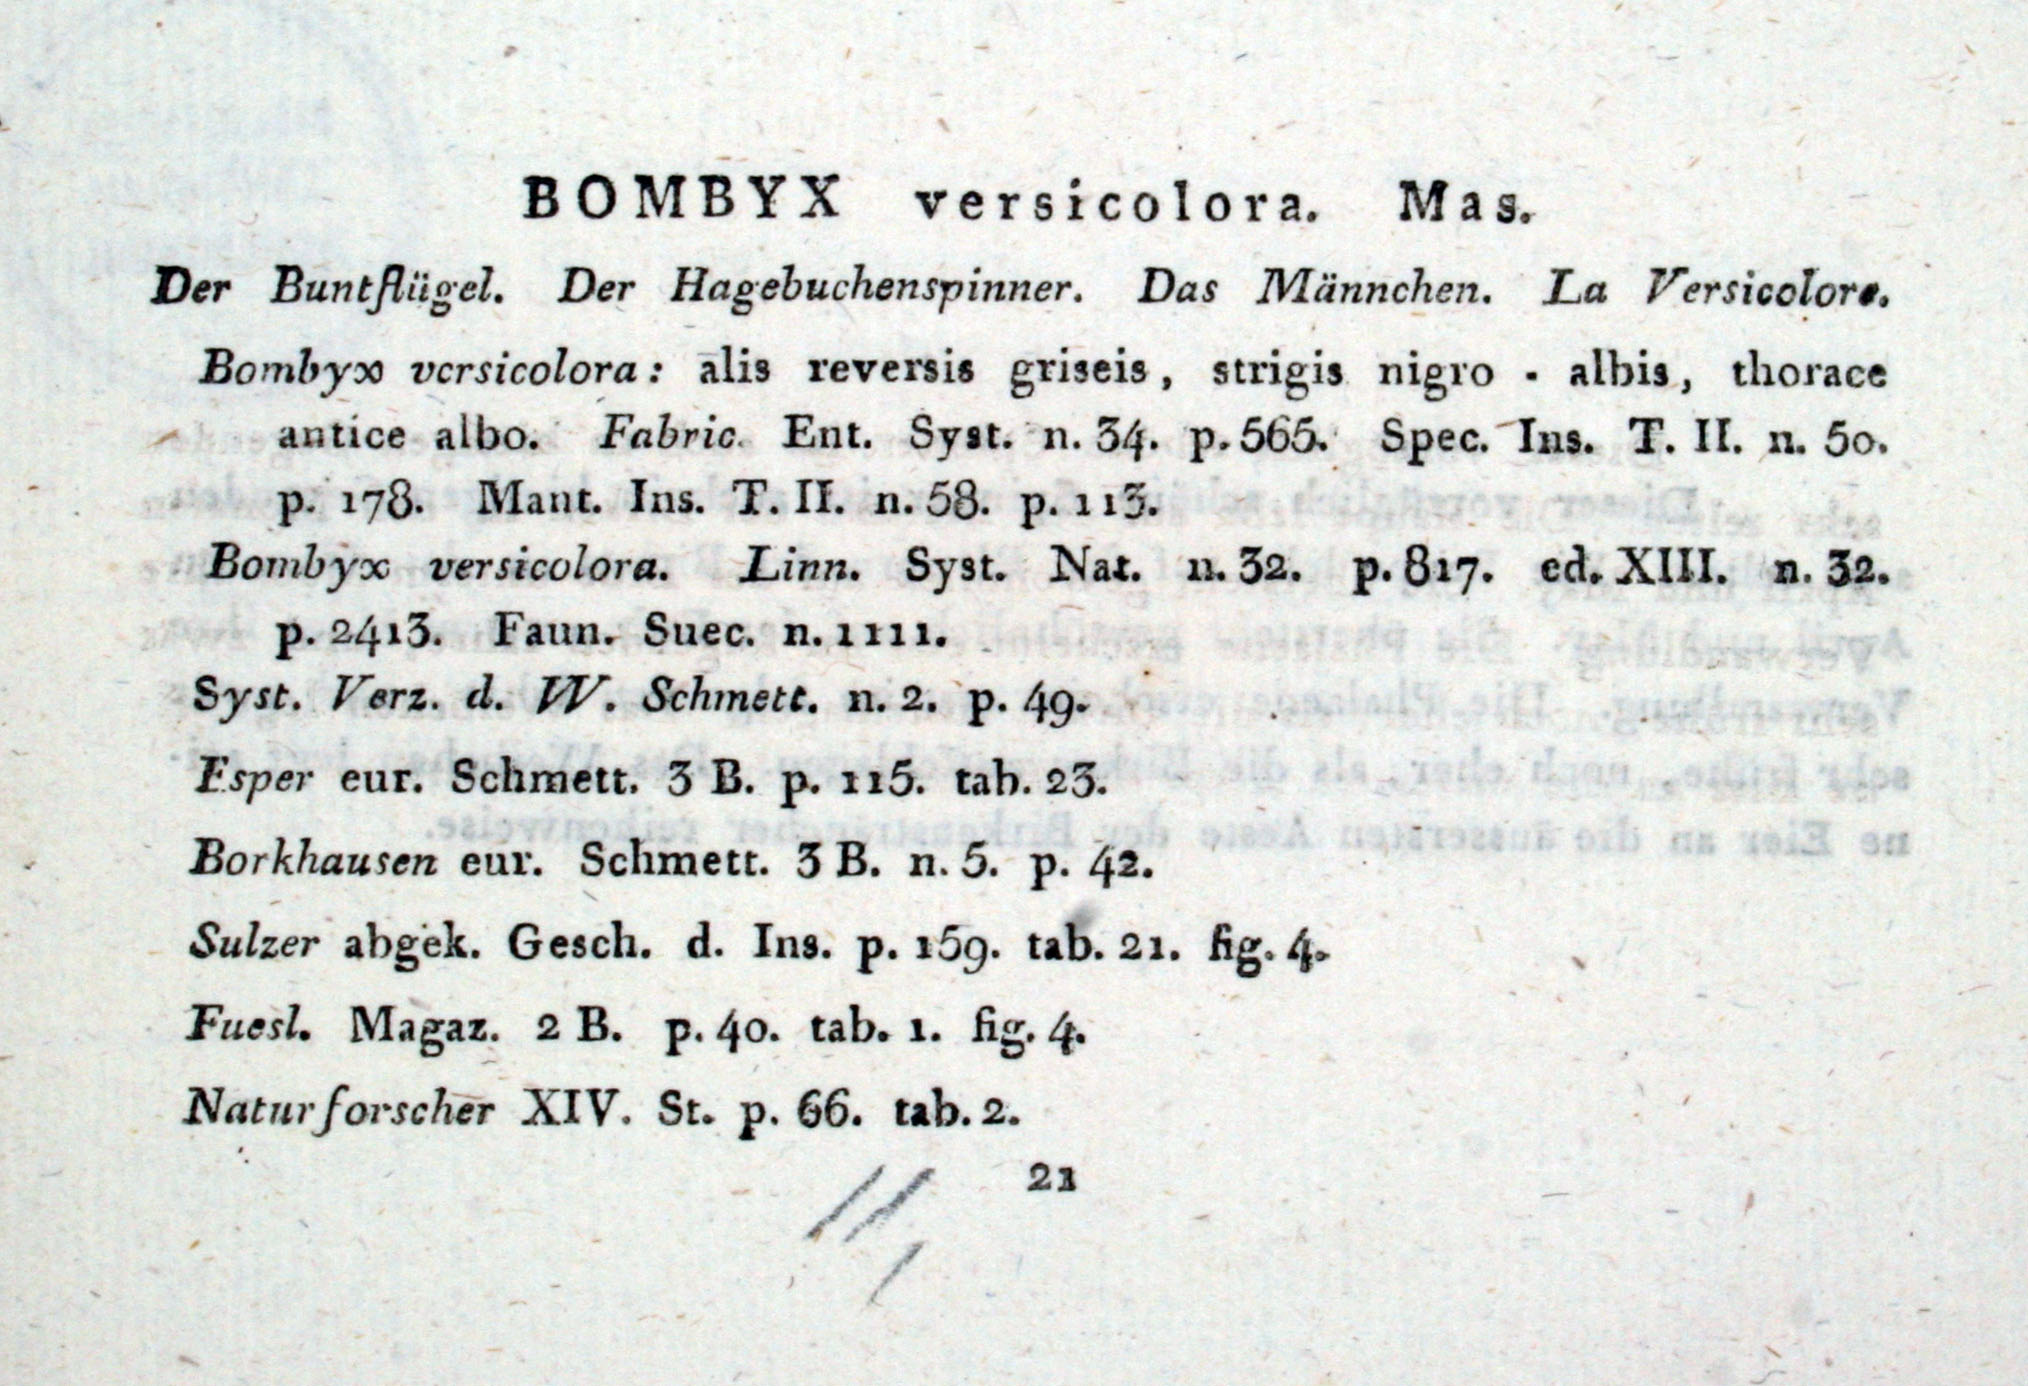 BOMBYX versicolora. Mas.
Der Buntflügel. Der Hagebuchenspinner. Das Männchen. La Versicolore.
Bombyx versicolora: alis reversis griseis, strigis nigro - albis, thorace
antice albo. Fabric. Ent. Syst. n. 34. p. 565. Spec. Ins. T. II. n. 50.
p. 178. Mant. Ins. T. II. n. 58. p. 113.
Bombyx versicolora. Linn. Syst. Nat. n. 32. p. 817. ed. XIII. n. 32.
p. 2413. Faun. Suec. n. 1111.
Syst. Verz. d. W. Schmett. n. 2. p. 49.
Esper eur. Schmett. 3 B. p. 115. tab. 23.
Borkhausen eur. Schmett. 3 B. n. 5. p. 42.
Sulzer abgek. Gesch. d. Ins. p. 159. tab. 21. fig. 4.
Fuesl. Magaz. 2 B. p. 40. tab. 1. fig. 4.
Naturforscher XIV. St. p. 66. tab. 2.
21